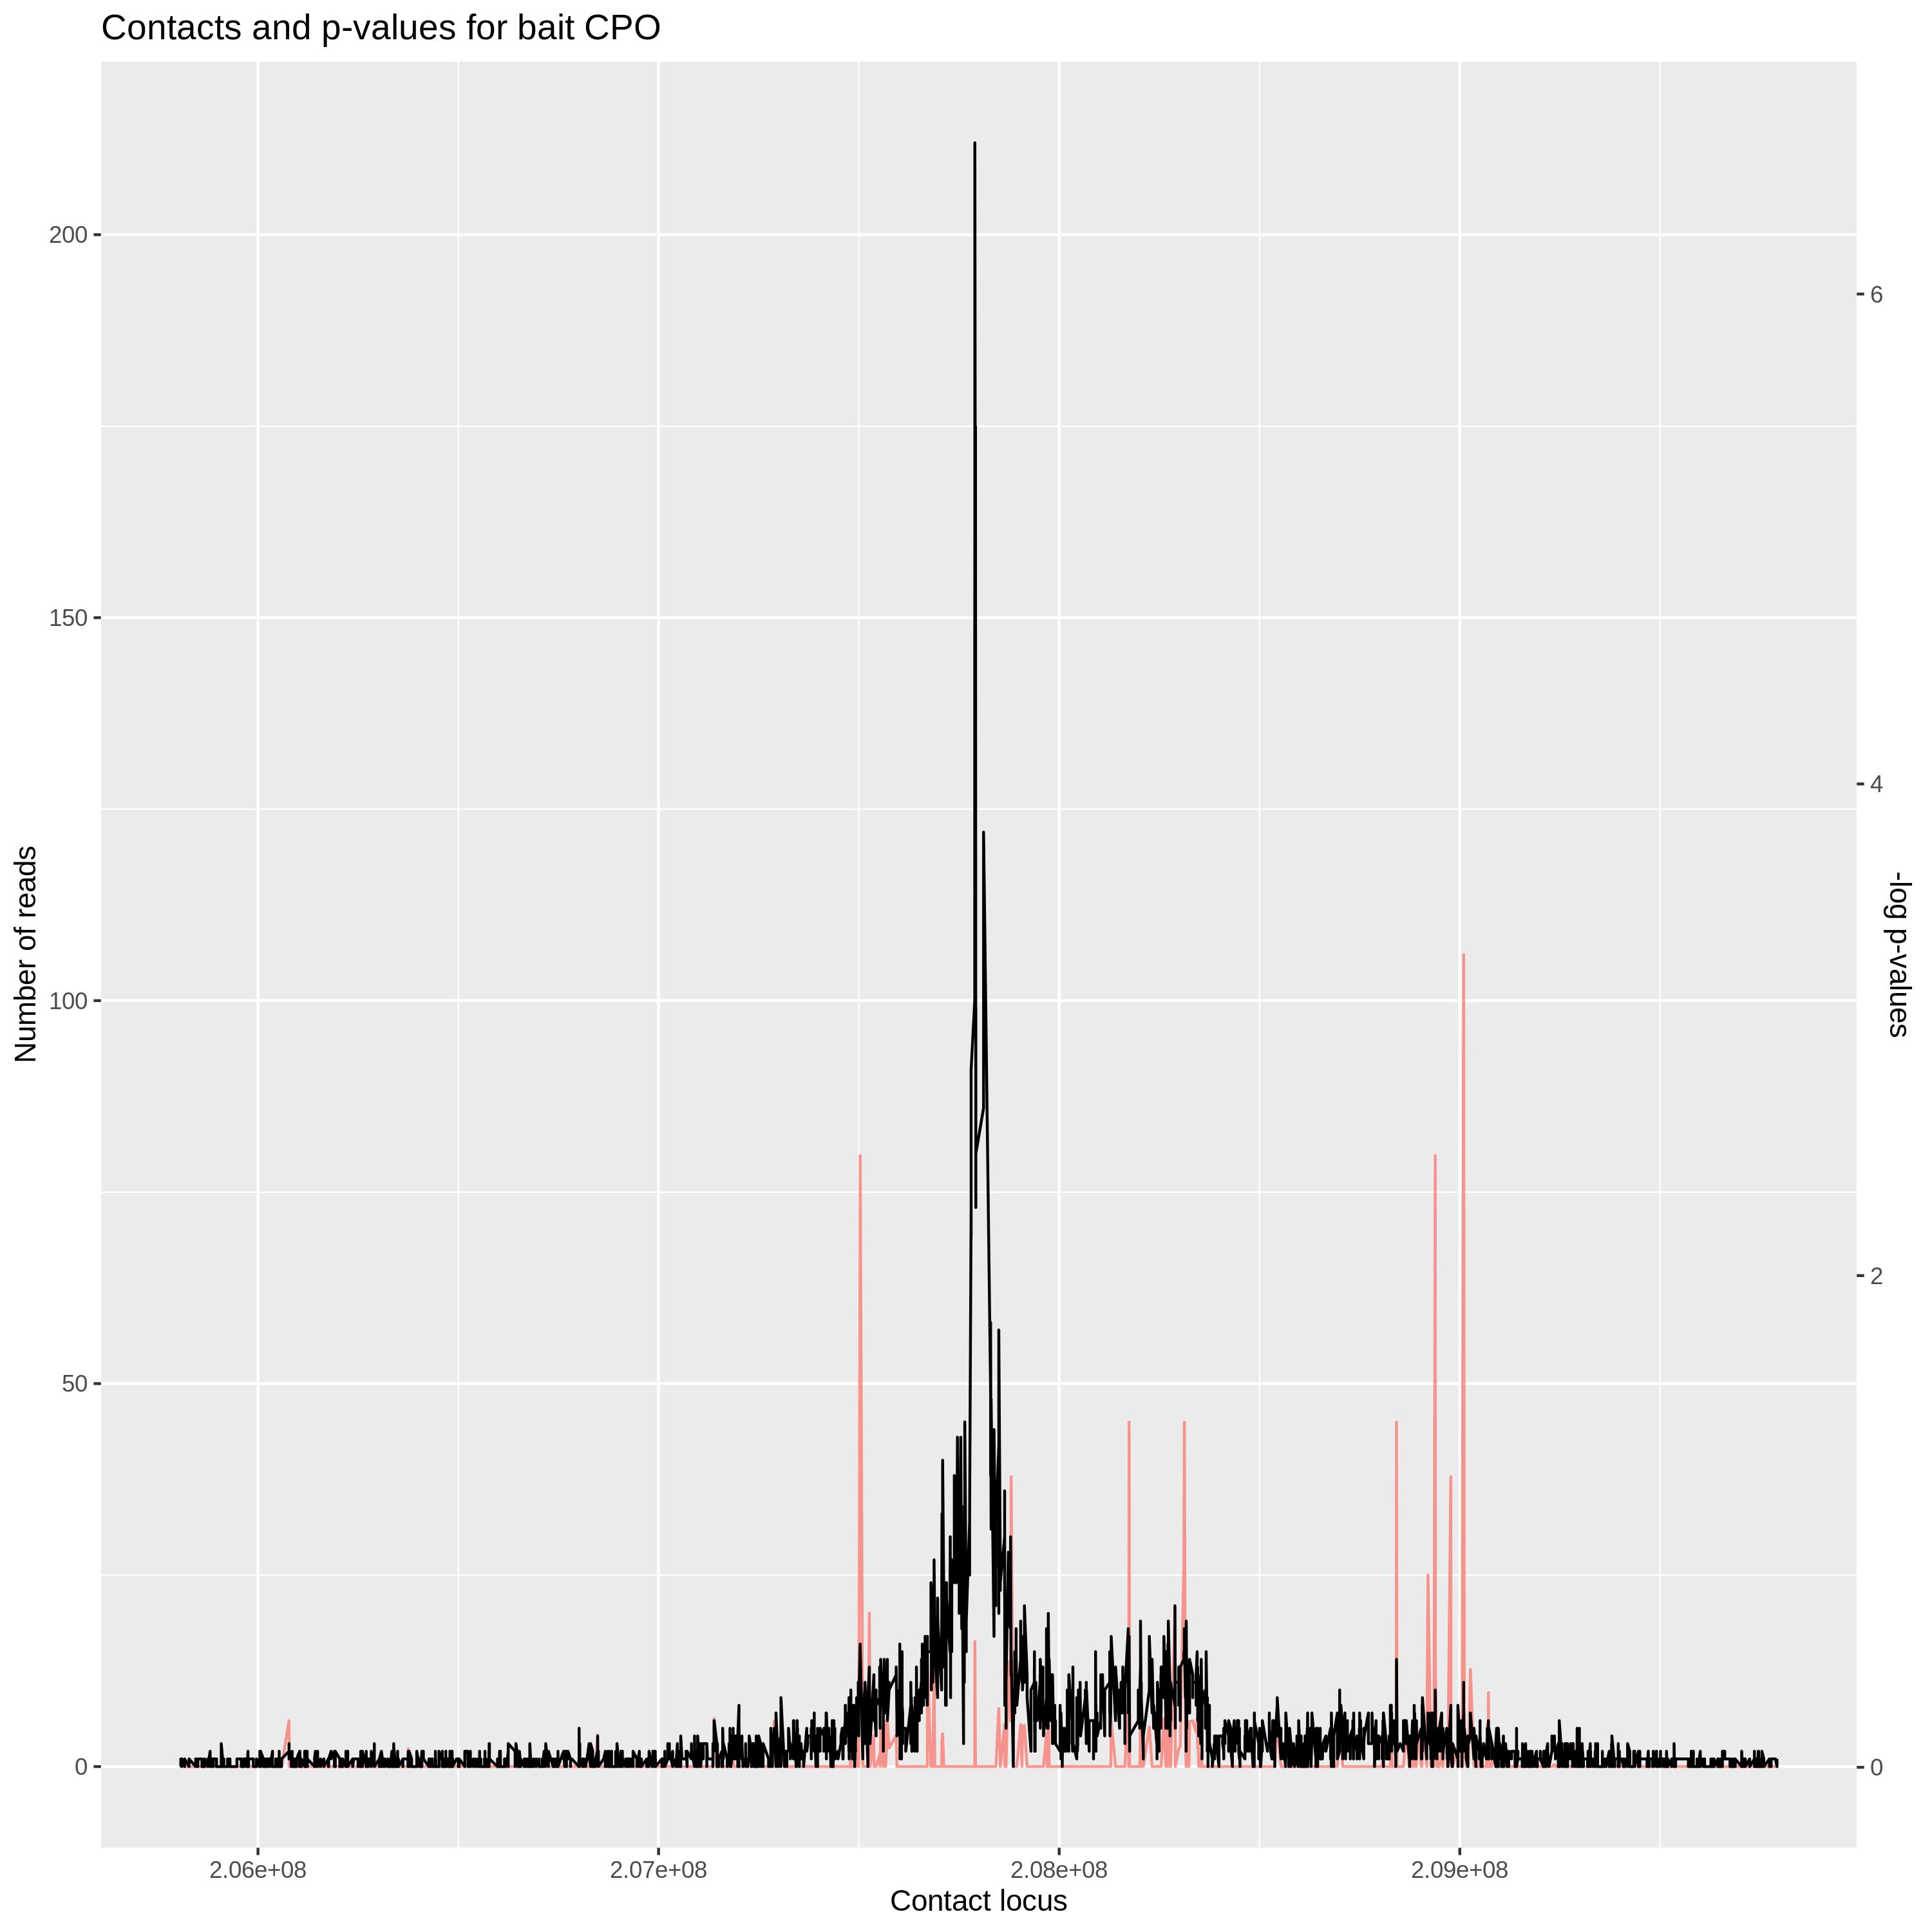 Contacts and p-values for bait CPO
200
150
100
50
0
6
4
2
0
Number of reads
-log p-values
2.06e+08
2.07e+08
2.08e+08
2.09e+08
Contact locus